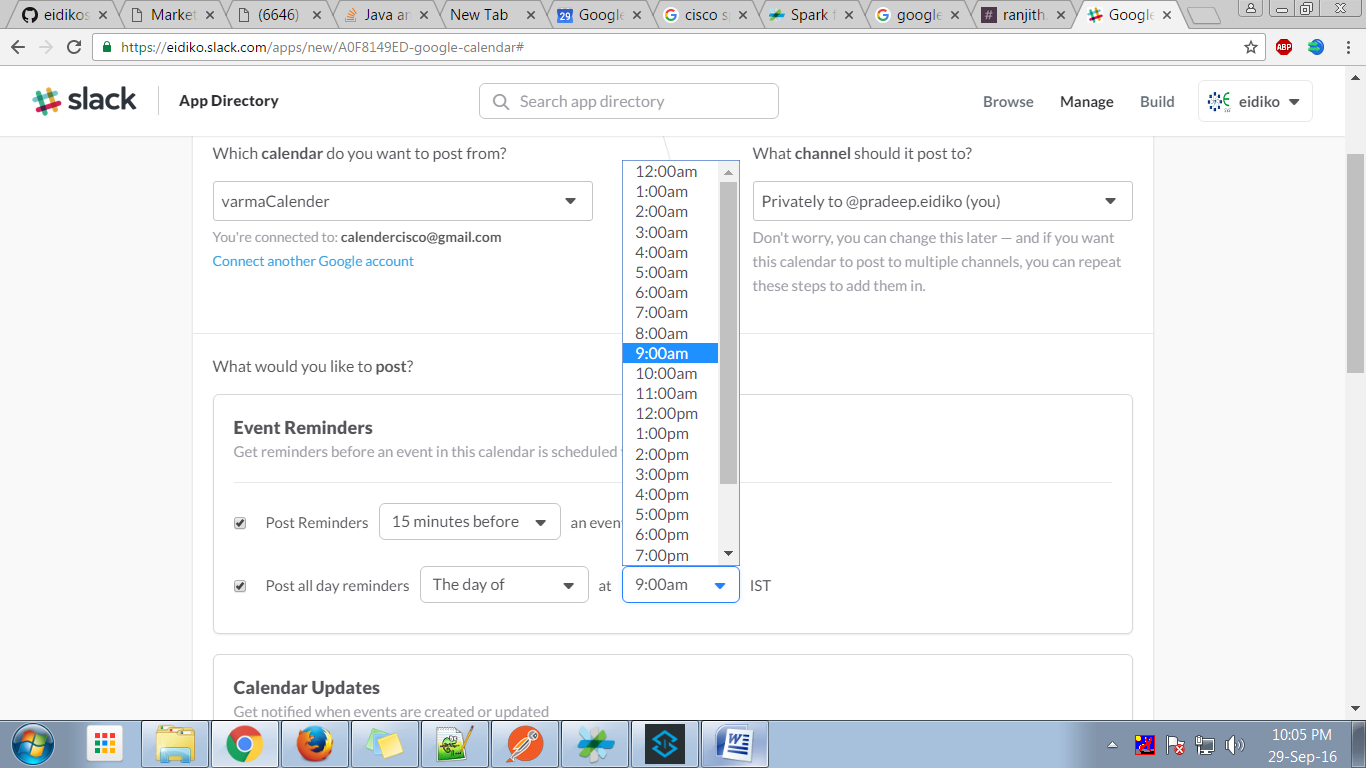 eidikos
Market
(6646)
Java an
New Tab
29
Google
cisco s
Spark f
google
ranjith.
Google
https://eidiko.slack.com/apps/new/A0F8149ED-google-calendar#
ABP
slack
App Directory
Search app directory
Browse
Manage
Build
eidiko
Which calendar do you want to post from?
varmaCalender
You're connected to: calendercisco@gmail.com
Connect another Google account
What channel should it post to?
Privately to @pradeep.eidiko (you)
Don't worry, you can change this later — and if you want
this calendar to post to multiple channels, you can repeat
these steps to add them in.
12:00am
1:00am
2:00am
3:00am
4:00am
5:00am
6:00am
7:00am
8:00am
9:00am
10:00am
11:00am
12:00pm
1:00pm
2:00pm
3:00pm
4:00pm
5:00pm
6:00pm
7:00pm
What would you like to post?
Event Reminders
Get reminders before an event in this calendar is scheduled
Post Reminders
15 minutes before
an even
Post all day reminders
The day of
at
9:00am
IST
Calendar Updates
Get notified when events are created or updated
10:05 PM
29-Sep-16